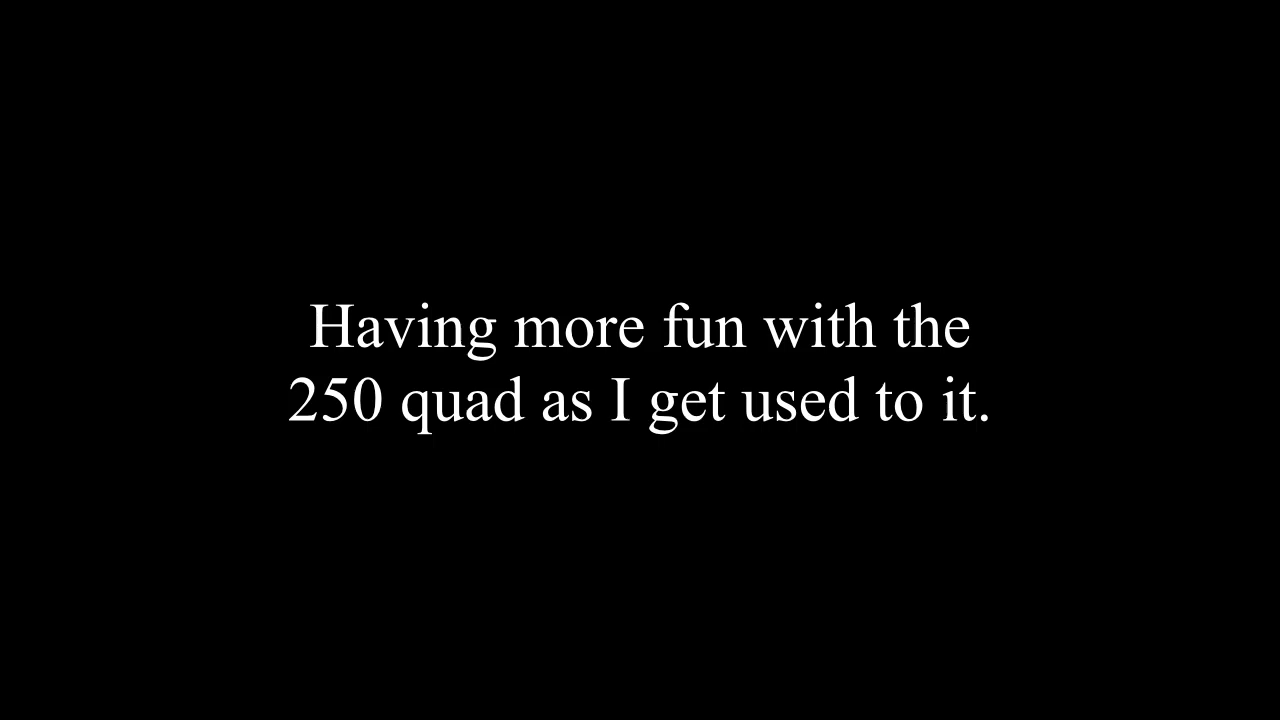 Having more fun with the
250 quad as I get used to it.